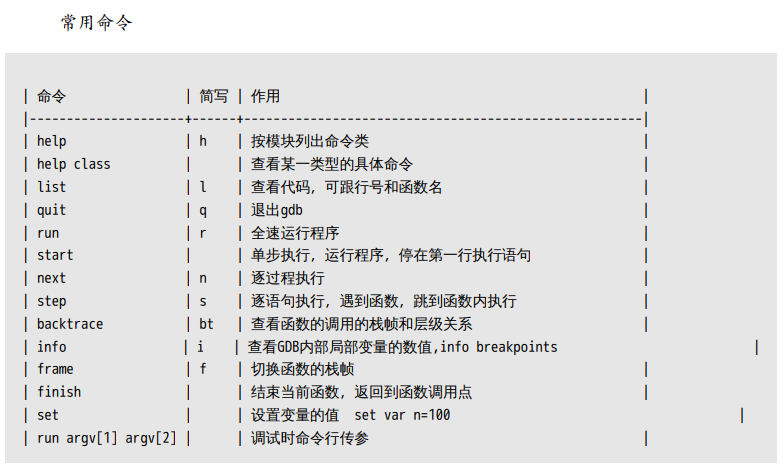 常用命令
| 命令 | 简写 | 作用 |
|---------------------+------+------------------------------------------------------|
| help | h | 按模块列出命令类 |
| help class | | 查看某一类型的具体命令 |
| list | l | 查看代码, 可跟行号和函数名 |
| quit | q | 退出gdb |
| run | r | 全速运行程序 |
| start | | 单步执行, 运行程序, 停在第一行执行语句 |
| next | n | 逐过程执行 |
| step | s | 逐语句执行, 遇到函数, 跳到函数内执行 |
| backtrace | bt | 查看函数的调用的栈帧和层级关系 |
| info | i | 查看GDB内部局部变量的数值,info breakpoints |
| frame | f | 切换函数的栈帧 |
| finish | | 结束当前函数, 返回到函数调用点 |
| set | | 设置变量的值 set var n=100 |
| run argv[1] argv[2] | | 调试时命令行传参 |